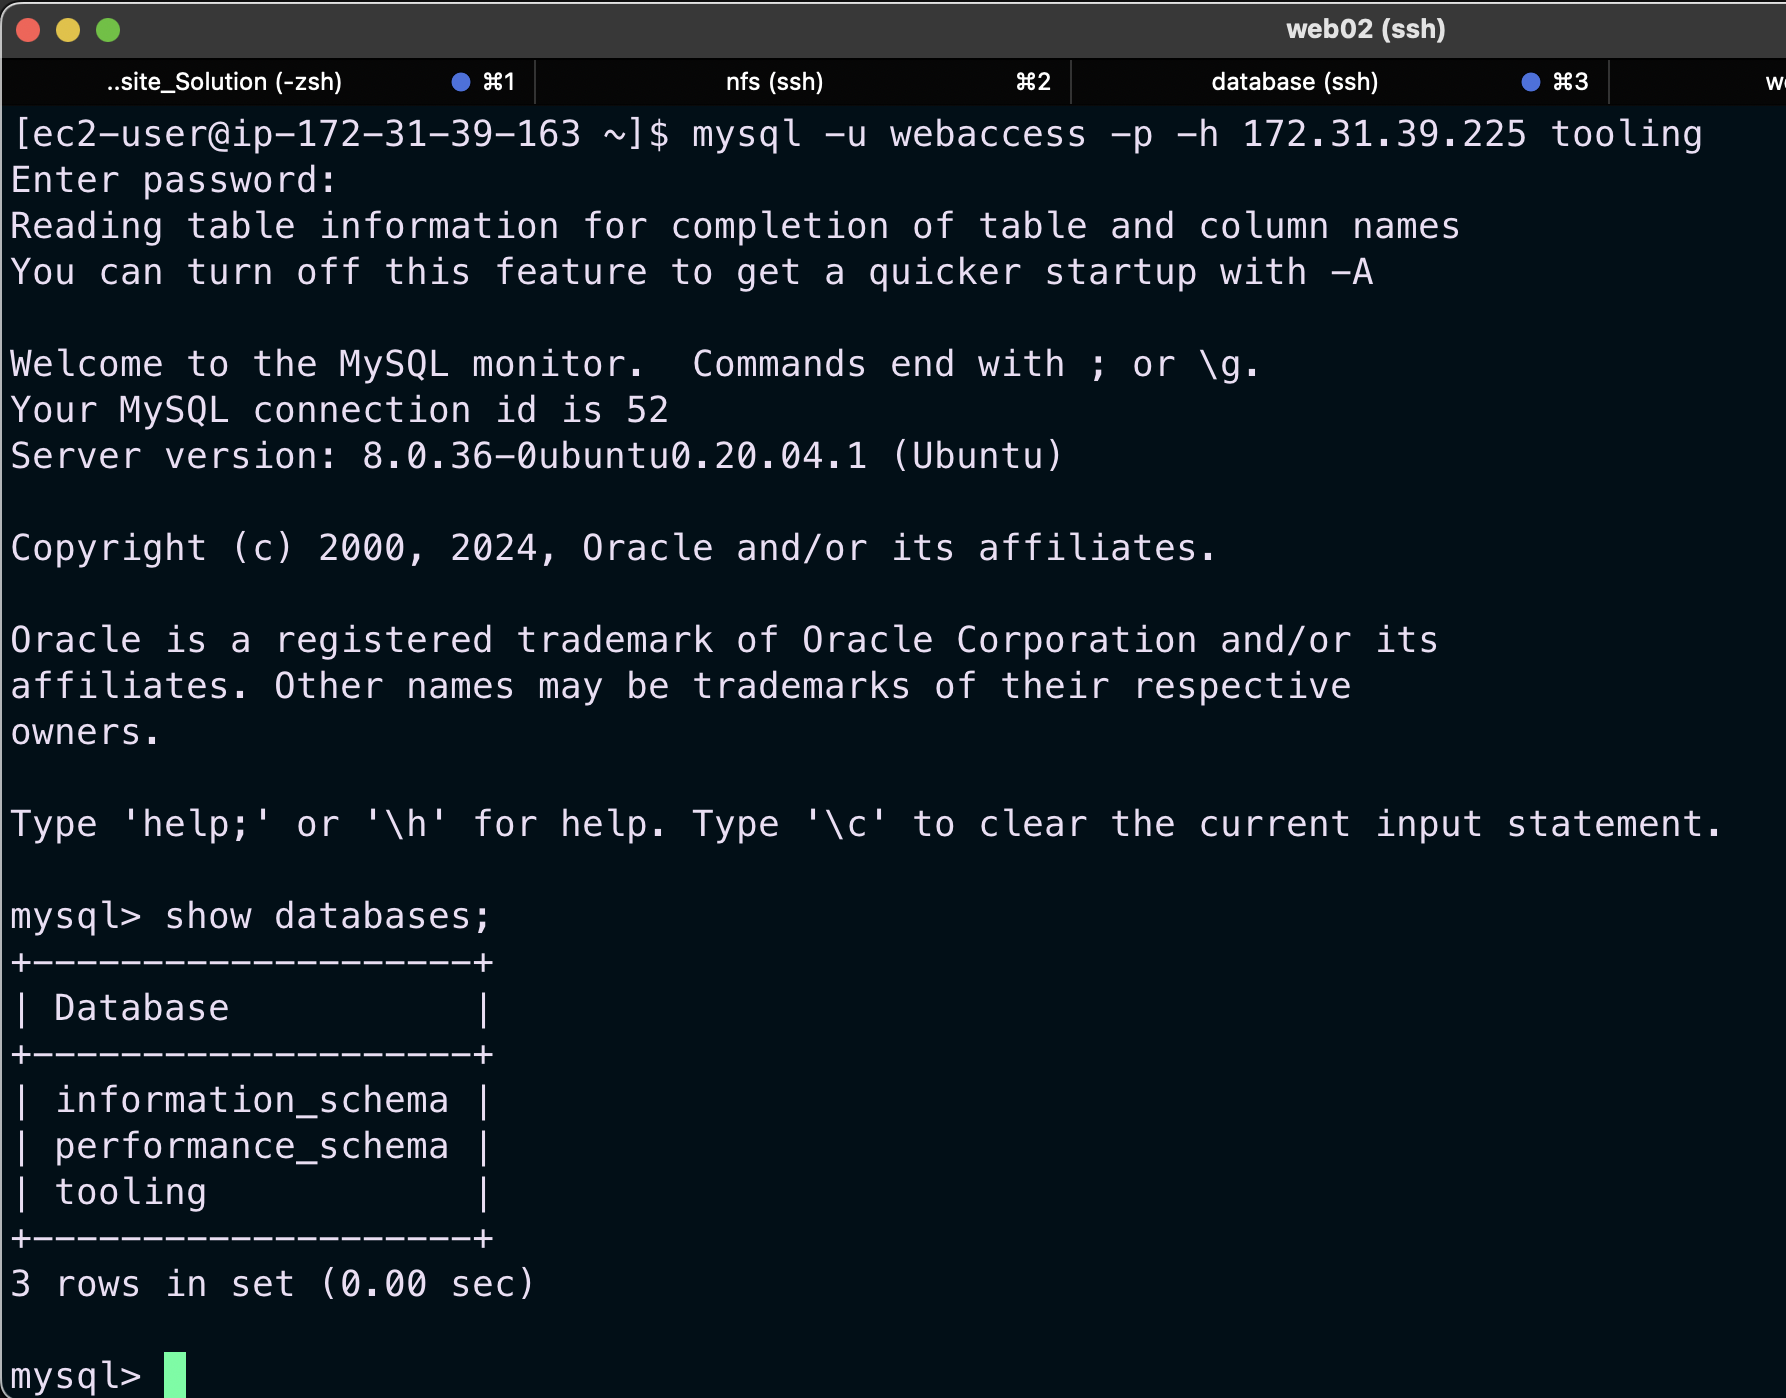 web02 (ssh)
..site_Solution (-zsh) ⌘1 nfs (ssh) ⌘2 database (ssh) ⌘3
[ec2-user@ip-172-31-39-163 ~]$ mysql -u webaccess -p -h 172.31.39.225 tooling
Enter password:
Reading table information for completion of table and column names
You can turn off this feature to get a quicker startup with -A

Welcome to the MySQL monitor.  Commands end with ; or \g.
Your MySQL connection id is 52
Server version: 8.0.36-0ubuntu0.20.04.1 (Ubuntu)

Copyright (c) 2000, 2024, Oracle and/or its affiliates.

Oracle is a registered trademark of Oracle Corporation and/or its
affiliates. Other names may be trademarks of their respective
owners.

Type 'help;' or '\h' for help. Type '\c' to clear the current input statement.

mysql> show databases;
+--------------------+
| Database           |
+--------------------+
| information_schema |
| performance_schema |
| tooling            |
+--------------------+
3 rows in set (0.00 sec)

mysql>